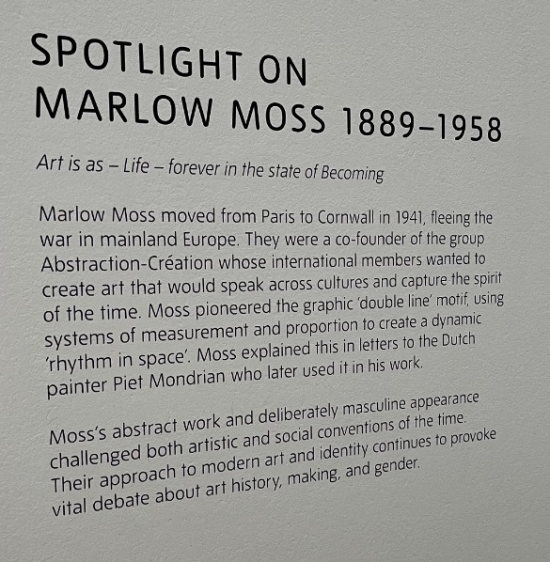 SPOTLIGHT ON
MARLOW MOSS 1889–1958
Art is as – Life – forever in the state of Becoming
Marlow Moss moved from Paris to Cornwall in 1941, fleeing the
war in mainland Europe. They were a co-founder of the group
Abstraction-Création whose international members wanted to
create art that would speak across cultures and capture the spirit
of the time. Moss pioneered the graphic ‘double line’ motif, using
systems of measurement and proportion to create a dynamic
‘rhythm in space’. Moss explained this in letters to the Dutch
painter Piet Mondrian who later used it in his work.
Moss’s abstract work and deliberately masculine appearance
challenged both artistic and social conventions of the time.
Their approach to modern art and identity continues to provoke
vital debate about art history, making, and gender.